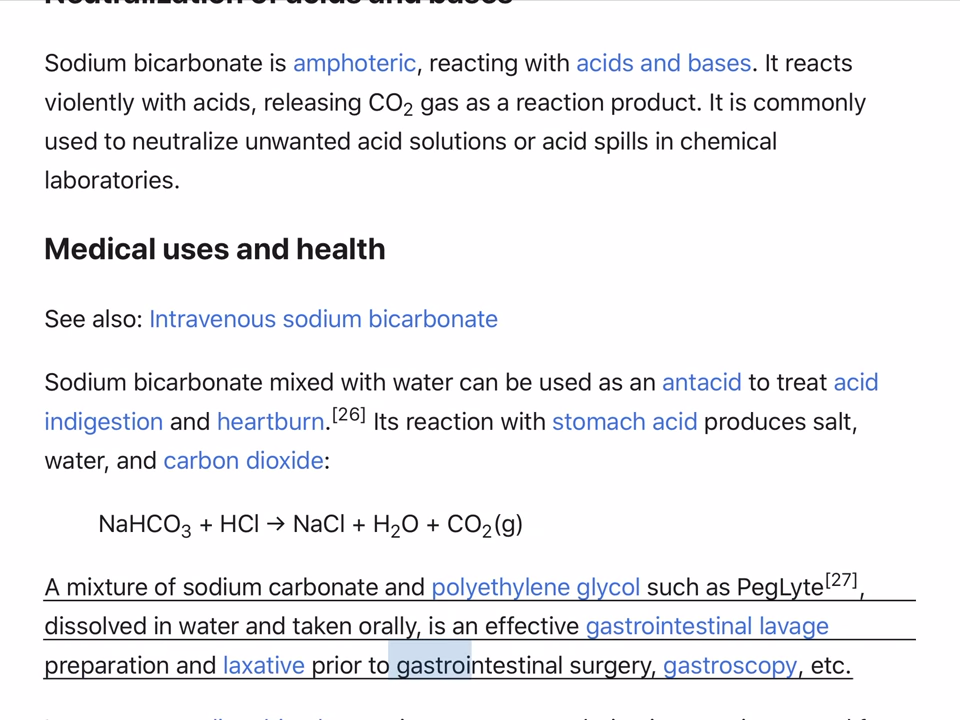 Neutralization of acids and bases
Sodium bicarbonate is amphoteric, reacting with acids and bases. It reacts
violently with acids, releasing CO₂ gas as a reaction product. It is commonly
used to neutralize unwanted acid solutions or acid spills in chemical
laboratories.
Medical uses and health
See also: Intravenous sodium bicarbonate
Sodium bicarbonate mixed with water can be used as an antacid to treat acid
indigestion and heartburn.[26] Its reaction with stomach acid produces salt,
water, and carbon dioxide:
NaHCO₃ + HCl → NaCl + H₂O + CO₂(g)
A mixture of sodium carbonate and polyethylene glycol such as PegLyte[27],
dissolved in water and taken orally, is an effective gastrointestinal lavage
preparation and laxative prior to gastrointestinal surgery, gastroscopy, etc.